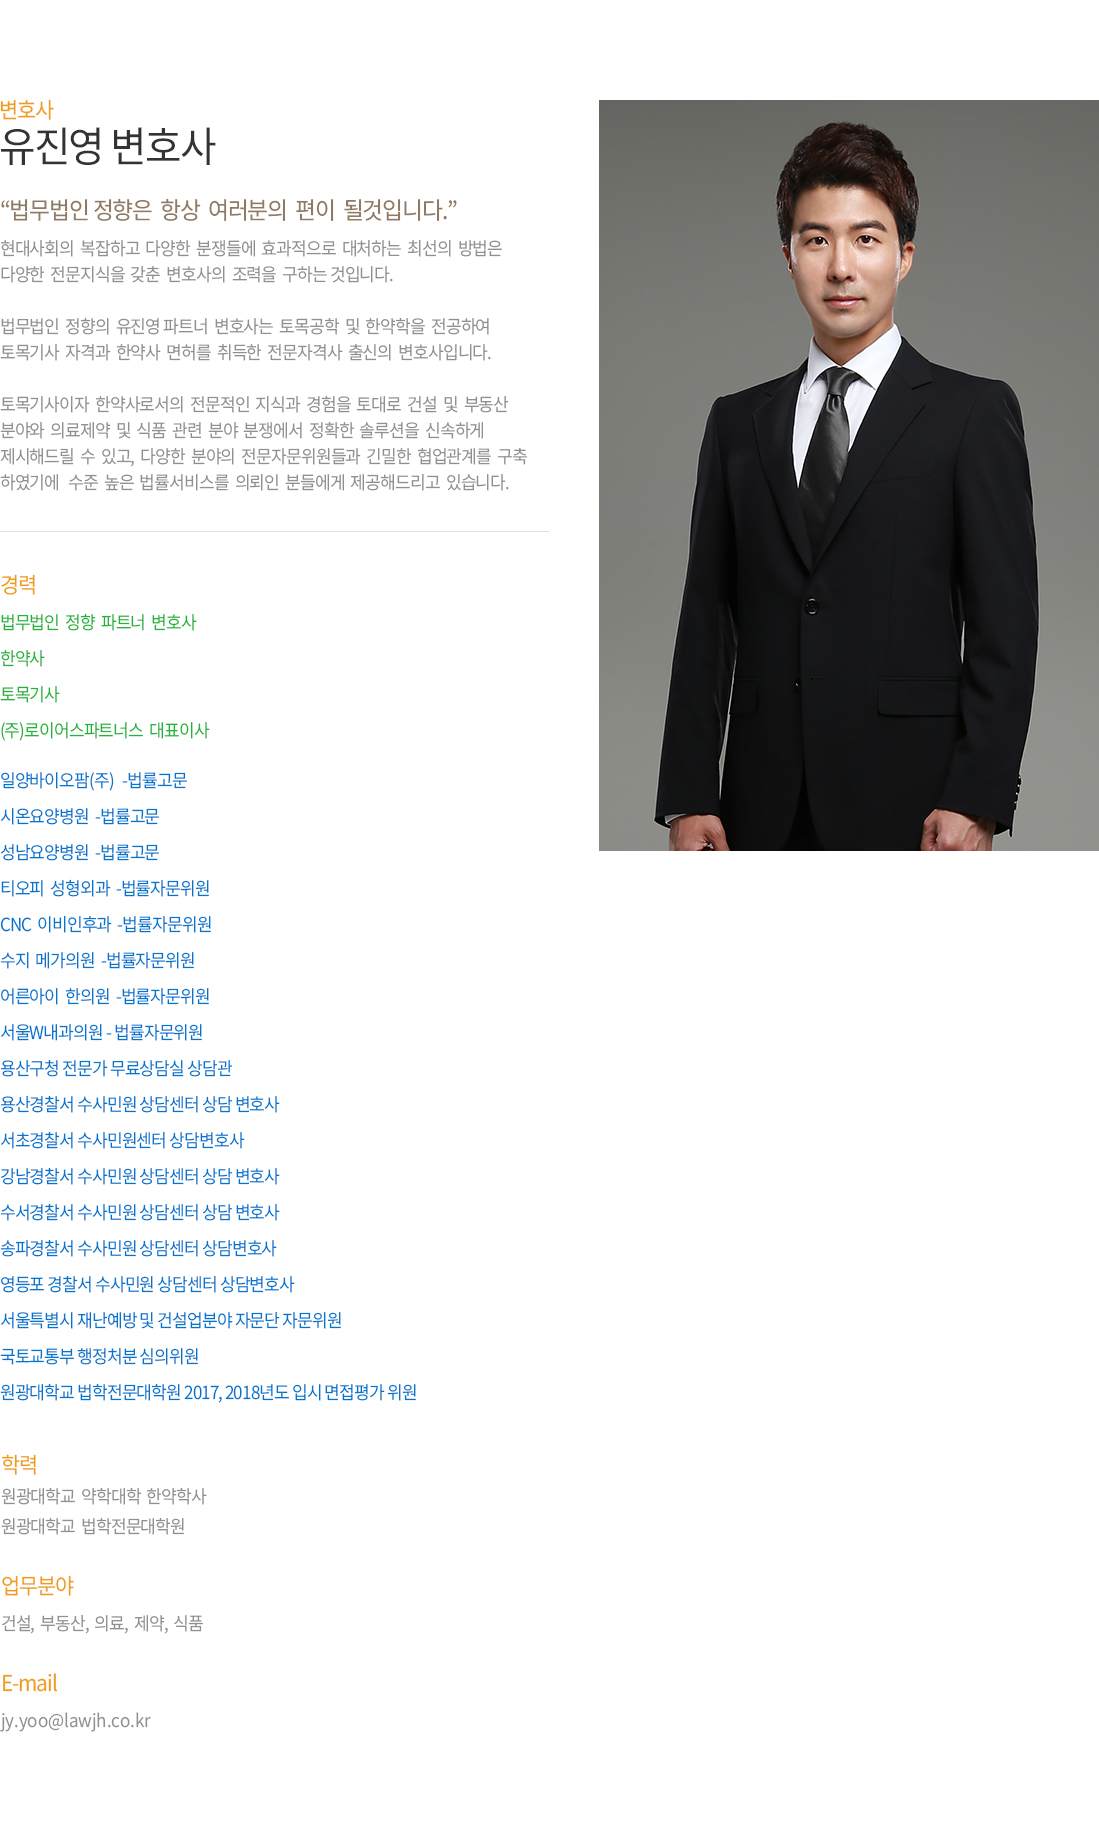 변호사
유진영 변호사
“법무법인 정향은 항상 여러분의 편이 될것입니다.”
현대사회의 복잡하고 다양한 분쟁들에 효과적으로 대처하는 최선의 방법은
다양한 전문지식을 갖춘 변호사의 조력을 구하는 것입니다.
법무법인 정향의 유진영 파트너 변호사는 토목공학 및 한약학을 전공하여
토목기사 자격과 한약사 면허를 취득한 전문자격사 출신의 변호사입니다.
토목기사이자 한약사로서의 전문적인 지식과 경험을 토대로 건설 및 부동산
분야와 의료제약 및 식품 관련 분야 분쟁에서 정확한 솔루션을 신속하게
제시해드릴 수 있고, 다양한 분야의 전문자문위원들과 긴밀한 협업관계를 구축
하였기에 수준 높은 법률서비스를 의뢰인 분들에게 제공해드리고 있습니다.
경력
법무법인 정향 파트너 변호사
한약사
토목기사
(주)로이어스파트너스 대표이사
일양바이오팜(주) -법률고문
시온요양병원 -법률고문
성남요양병원 -법률고문
티오피 성형외과 -법률자문위원
CNC 이비인후과 -법률자문위원
수지 메가의원 -법률자문위원
어른아이 한의원 -법률자문위원
서울W내과의원 - 법률자문위원
용산구청 전문가 무료상담실 상담관
용산경찰서 수사민원 상담센터 상담 변호사
서초경찰서 수사민원센터 상담변호사
강남경찰서 수사민원 상담센터 상담 변호사
수서경찰서 수사민원 상담센터 상담 변호사
송파경찰서 수사민원 상담센터 상담변호사
영등포 경찰서 수사민원 상담센터 상담변호사
서울특별시 재난예방 및 건설업분야 자문단 자문위원
국토교통부 행정처분 심의위원
원광대학교 법학전문대학원 2017, 2018년도 입시 면접평가 위원
학력
원광대학교 약학대학 한약학사
원광대학교 법학전문대학원
업무분야
건설, 부동산, 의료, 제약, 식품
E-mail
jy.yoo@lawjh.co.kr